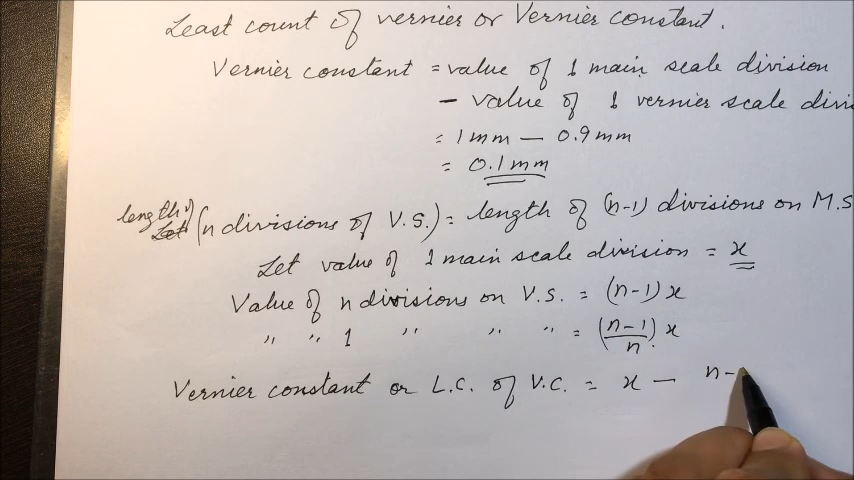 Least count of vernier or Vernier constant.
Vernier constant = value of 1 main scale division
- value of 1 vernier scale divi
= 1mm - 0.9mm
= 0.1mm
length of (n divisions of V.S.) = length of (n-1) divisions on M.S
Let value of 1 main scale division = x
Value of n divisions on V.S. = (n-1) x
" " 1 " " " = (n-1/n) x
Vernier constant or L.C. of V.C. = x - n-